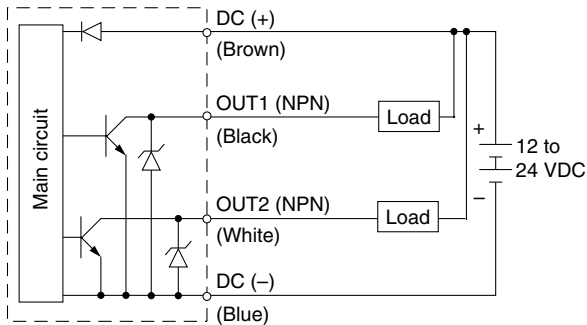 DC (+)
(Brown)
OUT1 (NPN)
Load
(Black)
Main circuit
+
12 to
24 VDC
–
OUT2 (NPN)
Load
(White)
DC (–)
(Blue)